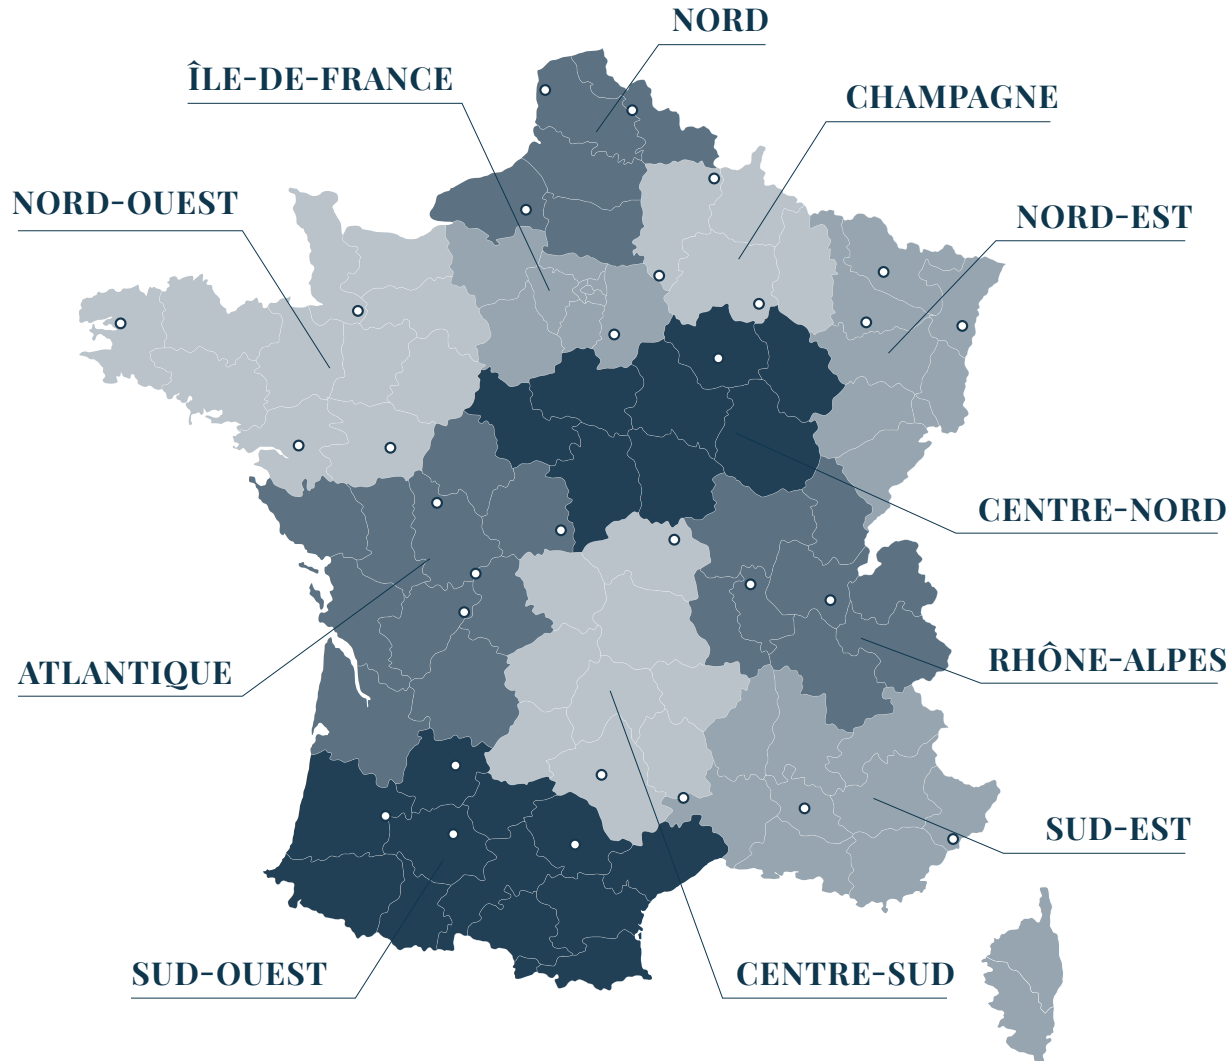 NORD
ÎLE-DE-FRANCE
CHAMPAGNE
NORD-OUEST
NORD-EST
CENTRE-NORD
ATLANTIQUE
RHÔNE-ALPES
SUD-EST
SUD-OUEST
CENTRE-SUD